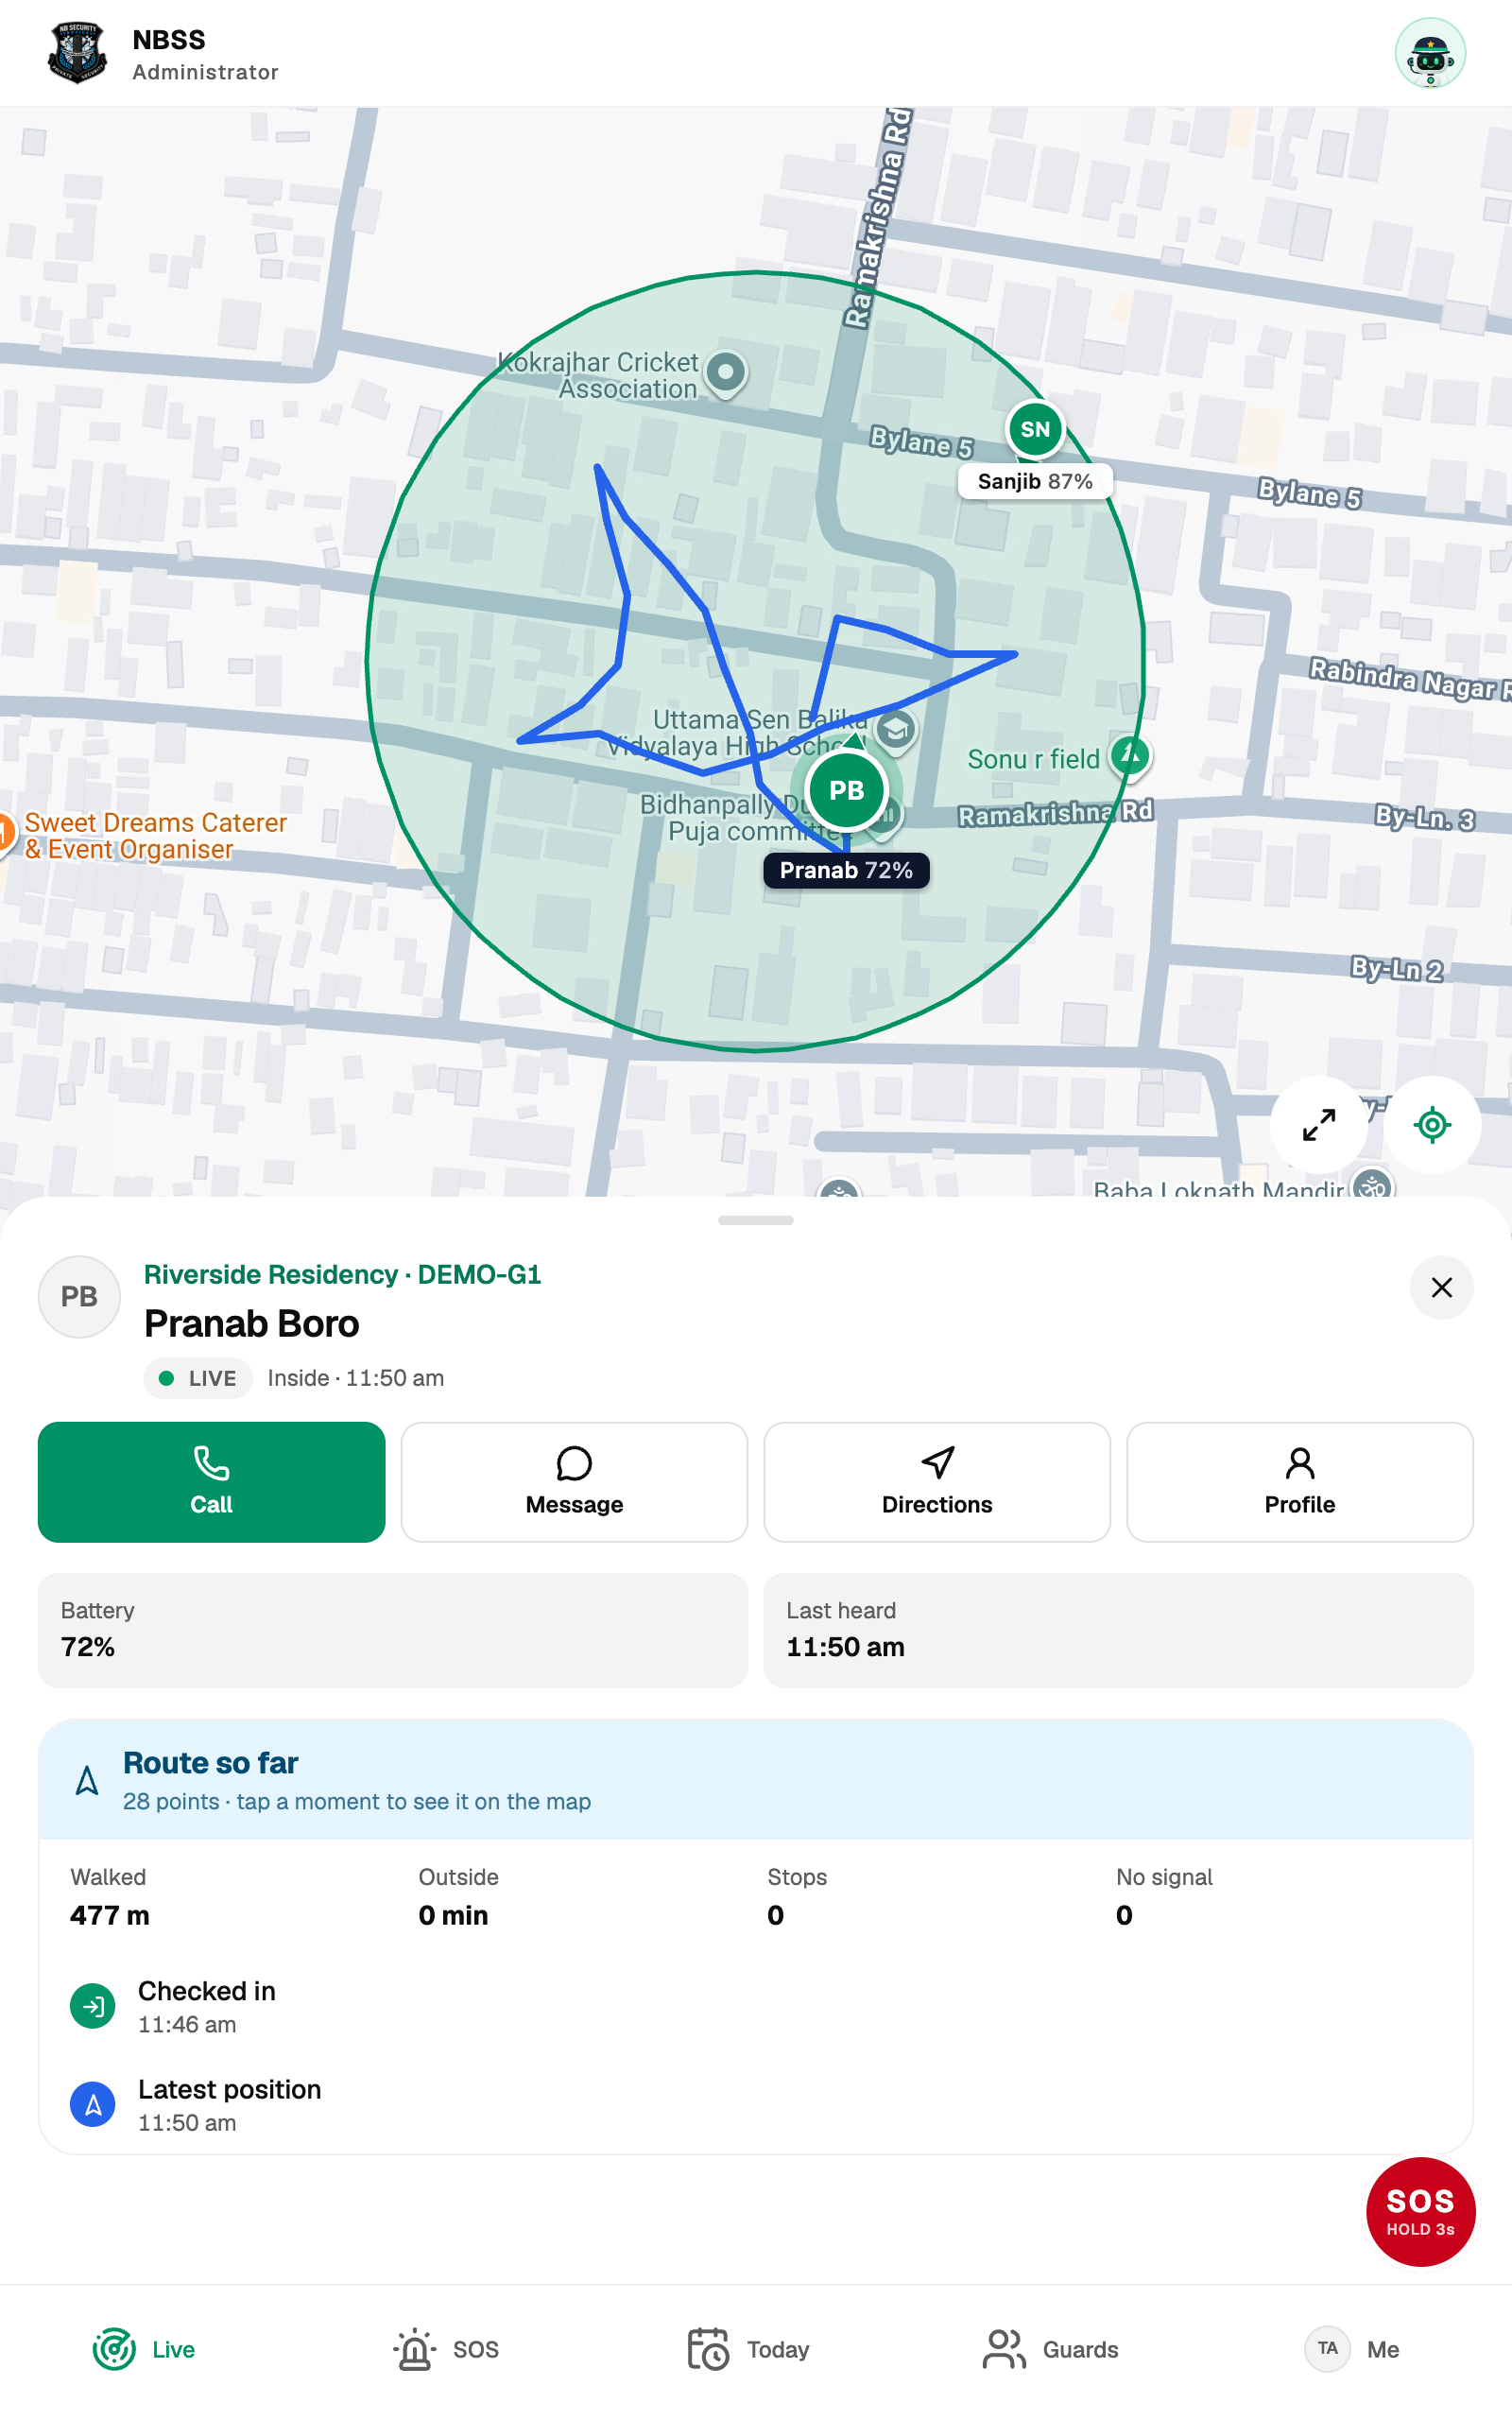 NB SECURITY
NBSS
Administrator
Ramakrishna Rd
Kokrajhar Cricket
Association
Bylane 5
SN
Sanjib 87%
Bylane 5
Rabindra Nagar R
Uttama Sen Balika
Vidyalaya High School
Sonu r field
PB
Bidhanpally Du
Puja committee
Ramakrishna Rd
By-Ln. 3
Sweet Dreams Caterer
& Event Organiser
Pranab 72%
By-Ln 2
Baba Loknath Mandir
PB
Riverside Residency · DEMO-G1
Pranab Boro
LIVE
Inside · 11:50 am
Call
Message
Directions
Profile
Battery
72%
Last heard
11:50 am
Route so far
28 points · tap a moment to see it on the map
Walked
477 m
Outside
0 min
Stops
0
No signal
0
Checked in
11:46 am
Latest position
11:50 am
SOS
HOLD 3s
Live
SOS
Today
Guards
TA
Me